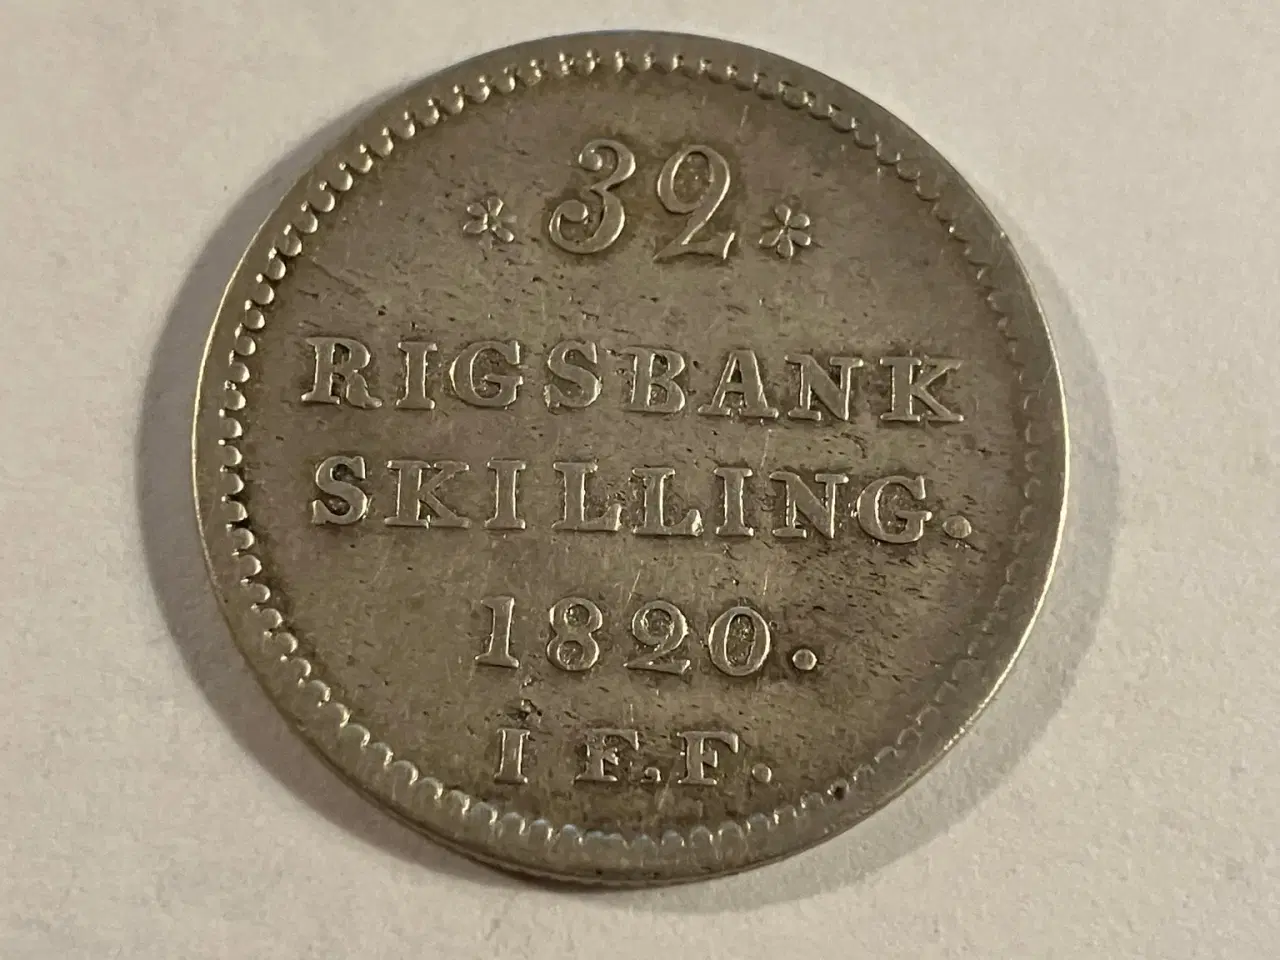 * 32 *
RIGSBANK
SKILLING.
1820.
I F.F.